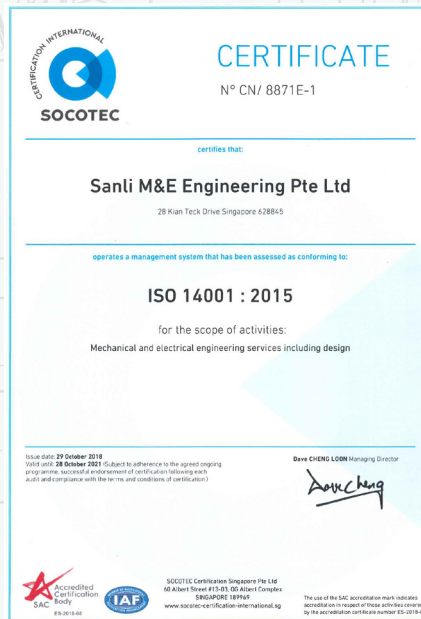 CERTIFICATION INTERNATIONAL
SOCOTEC
CERTIFICATE
N° CN/ 8871E-1
certifies that:
Sanli M&E Engineering Pte Ltd
28 Kian Teck Drive Singapore 628845
operates a management system that has been assessed as conforming to:
ISO 14001 : 2015
for the scope of activities:
Mechanical and electrical engineering services including design
Issue date: 29 October 2018
Valid until: 28 October 2021 (Subject to adherence to the agreed ongoing
programme, successful endorsement of certification following each
audit and compliance with the terms and conditions of certification)
Dave CHENG LOON Managing Director
Dave Cheng
SAC
Accredited
Certification
Body
ES-2018-08
IAF
SOCOTEC Certification Singapore Pte Ltd
60 Albert Street #13-03, OG Albert Complex
SINGAPORE 189969
www.socotec-certification-international.sg
The use of the SAC accreditation mark indicates
accreditation in respect of those activities
by the accreditation certificate number